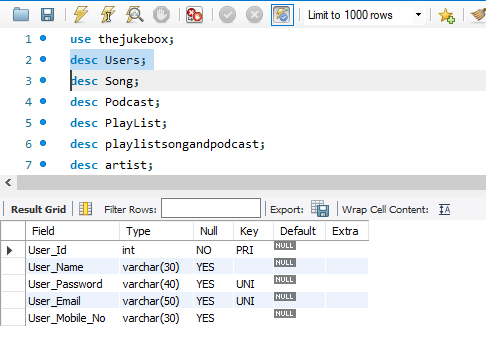 Limit to 1000 rows
1 use thejukebox;
2 desc Users;
3 desc Song;
4 desc Podcast;
5 desc PlayList;
6 desc playlistsongandpodcast;
7 desc artist;
Result Grid Filter Rows: Export: Wrap Cell Content: IA
Field Type Null Key Default Extra
User_Id int NO PRI NULL
User_Name varchar(30) YES NULL
User_Password varchar(40) YES UNI NULL
User_Email varchar(50) YES UNI NULL
User_Mobile_No varchar(30) YES NULL